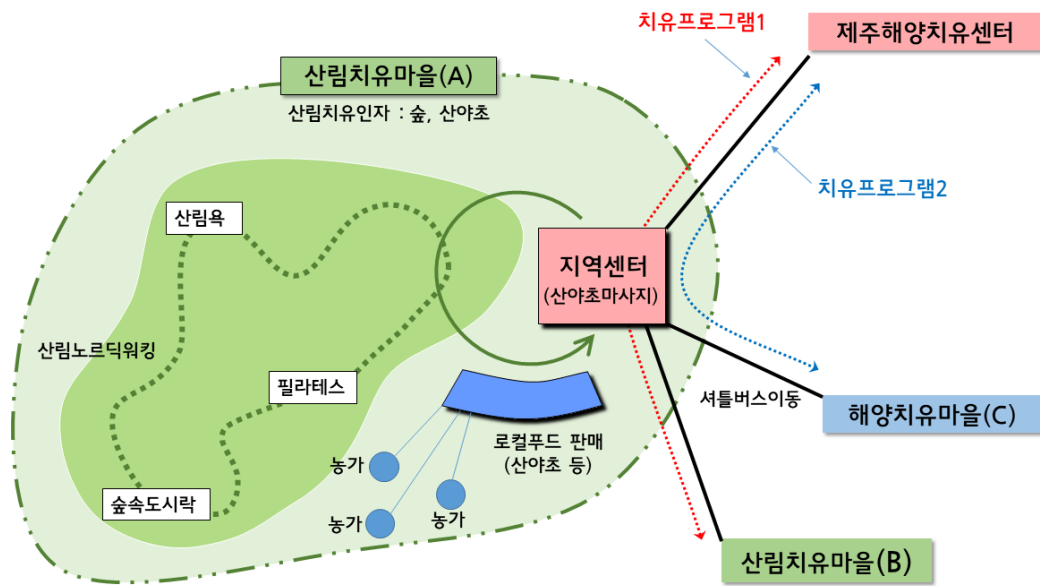 치유프로그램1
제주해양치유센터
산림치유마을(A)
산림치유인자 : 숲, 산야초
치유프로그램2
산림욕
지역센터
(산야초마사지)
산림노르딕워킹
필라테스
셔틀버스이동
해양치유마을(C)
로컬푸드 판매
(산야초 등)
농가
숲속도시락
농가
농가
산림치유마을(B)